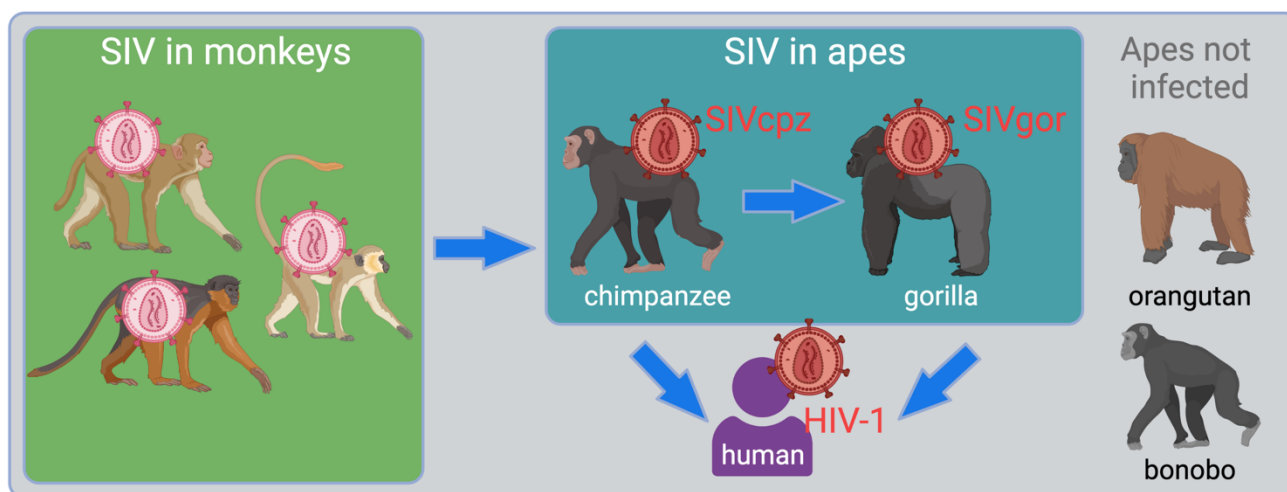 SIV in monkeys
SIV in apes
SIVcpz
SIVgor
chimpanzee
gorilla
HIV-1
human
Apes not
infected
orangutan
bonobo